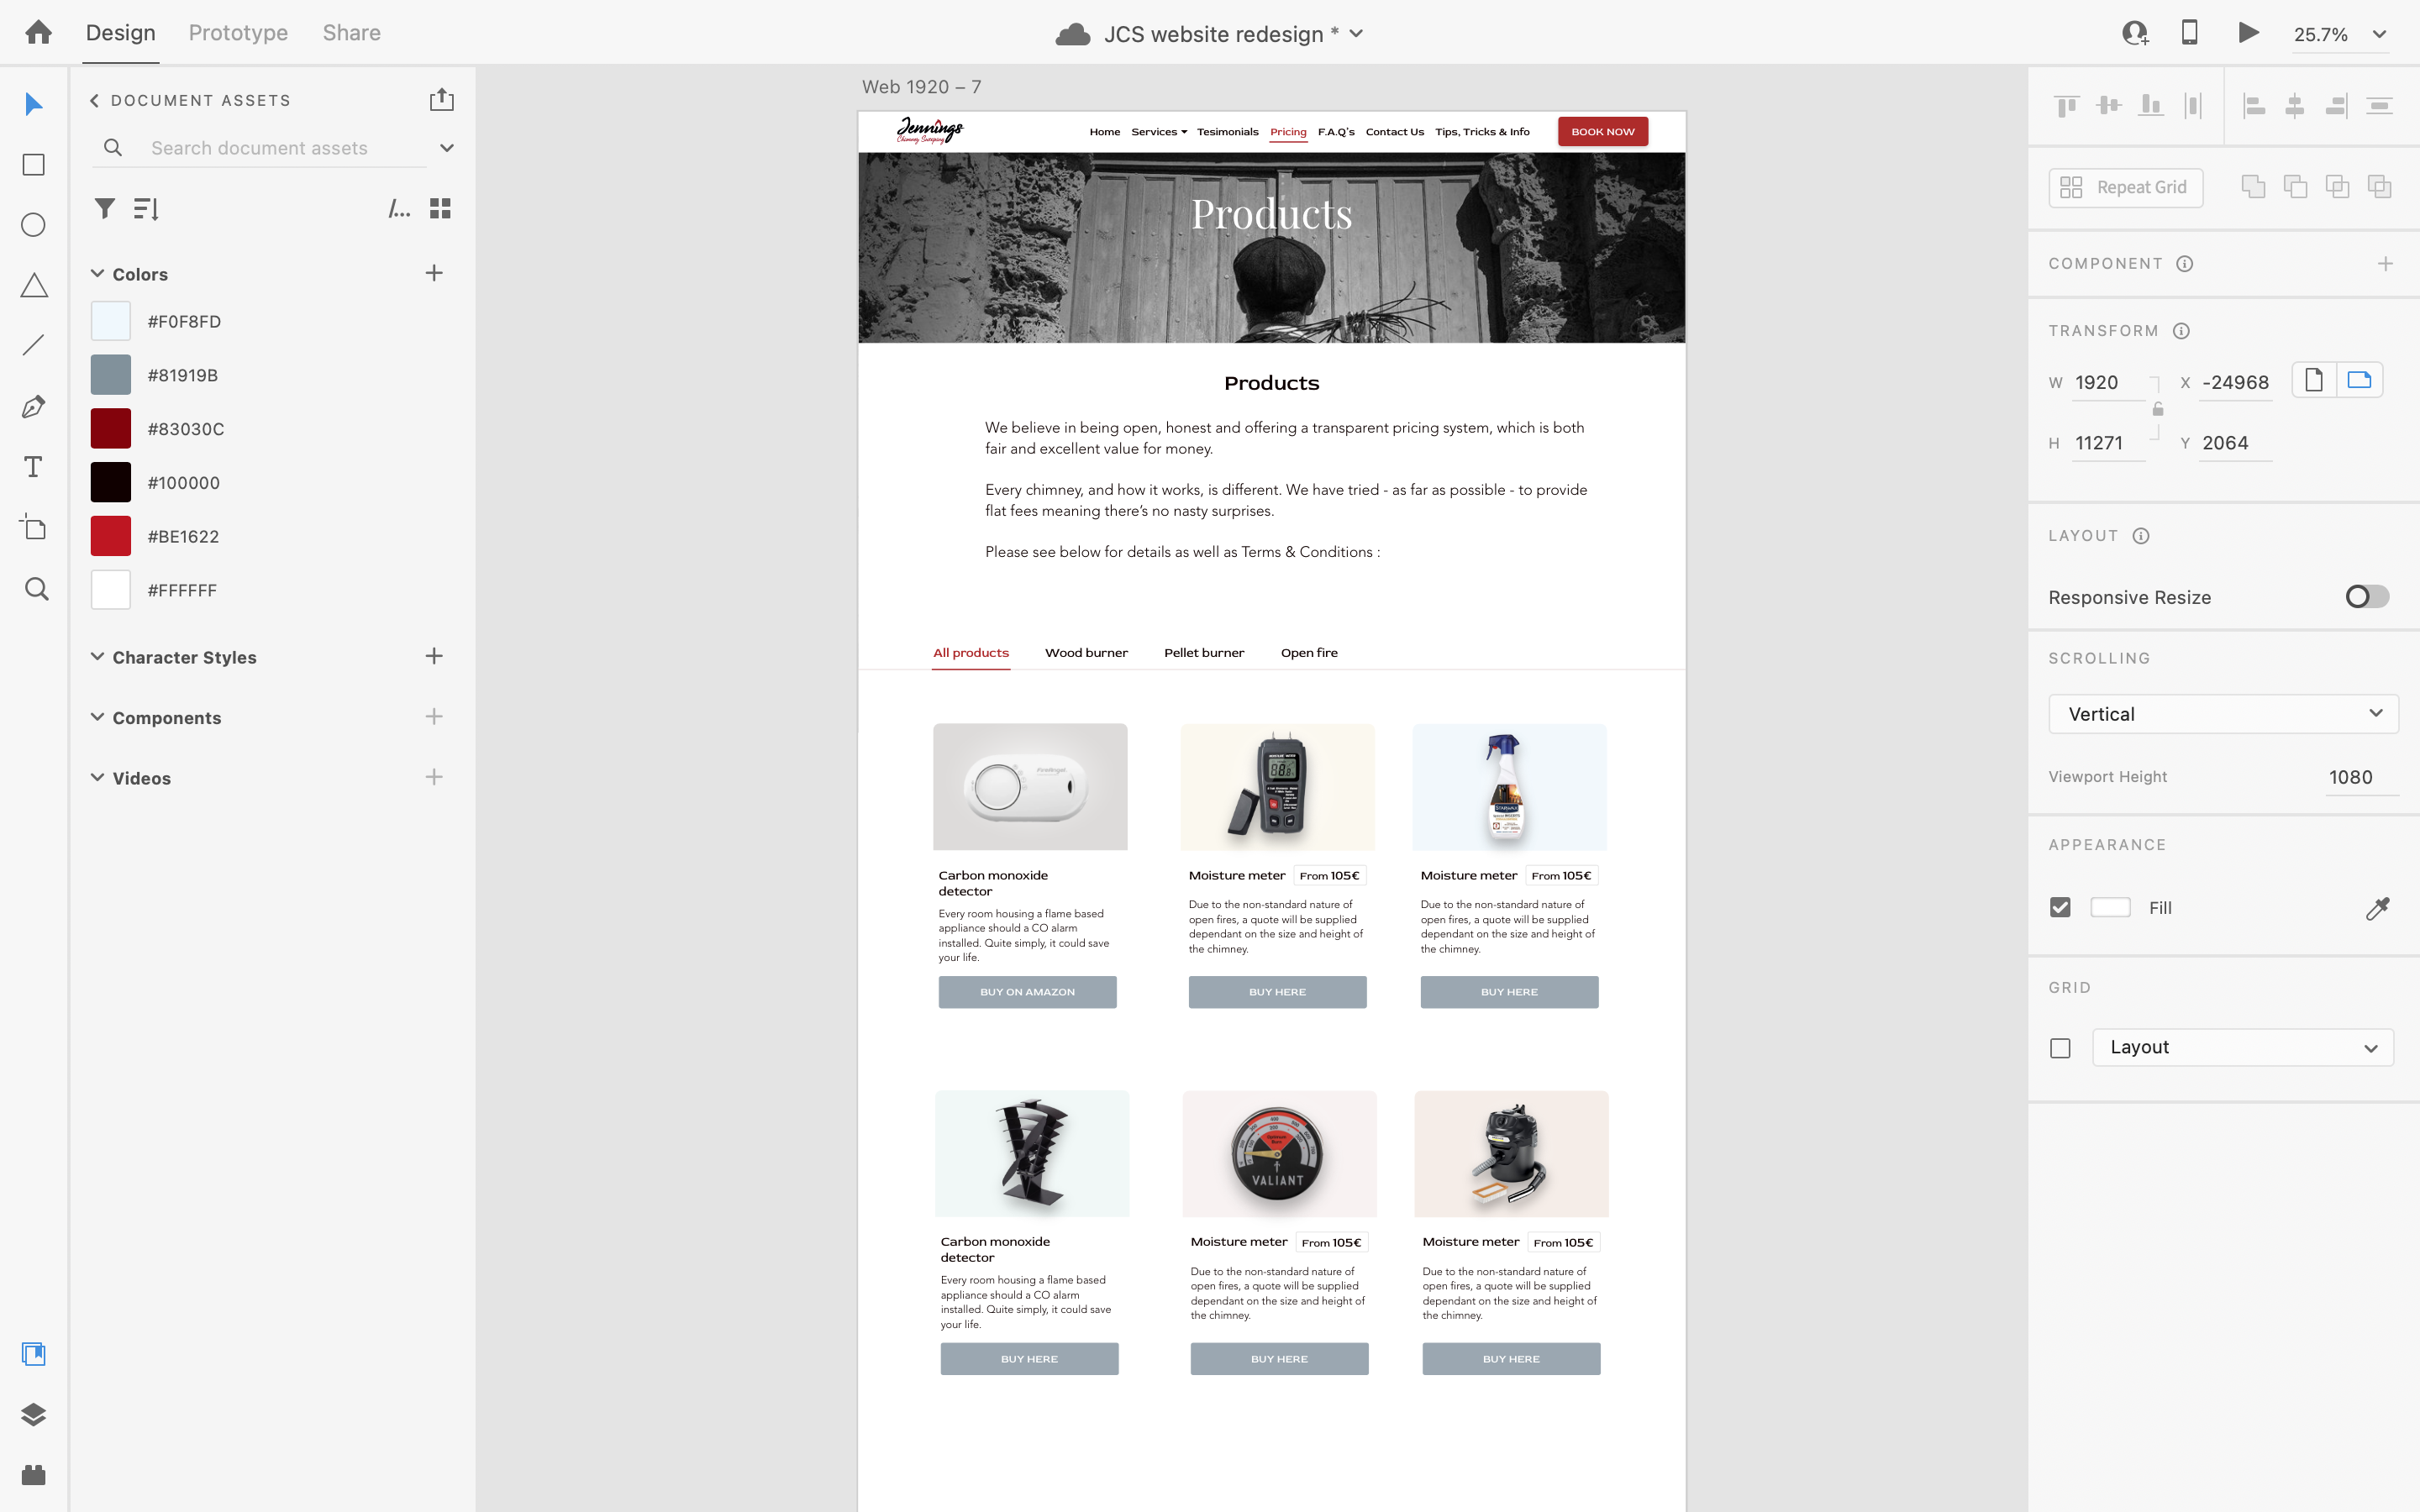 Design
Prototype
Share
JCS website redesign *
25.7%
DOCUMENT ASSETS
Search document assets
/...
Colors
#F0F8FD
#81919B
#83030C
#100000
#BE1622
#FFFFFF
Character Styles
Components
Videos
Web 1920 – 7
Jennings
Chimney Sweeping
Home
Services
Tesimonials
Pricing
F.A.Q's
Contact Us
Tips, Tricks & Info
BOOK NOW
Products
Products
We believe in being open, honest and offering a transparent pricing system, which is both
fair and excellent value for money.
Every chimney, and how it works, is different. We have tried - as far as possible - to provide
flat fees meaning there's no nasty surprises.
Please see below for details as well as Terms & Conditions :
All products
Wood burner
Pellet burner
Open fire
FireAngel
Carbon monoxide
detector
Every room housing a flame based
appliance should a CO alarm
installed. Quite simply, it could save
your life.
BUY ON AMAZON
Moisture meter
From 105€
Due to the non-standard nature of
open fires, a quote will be supplied
dependant on the size and height of
the chimney.
BUY HERE
Moisture meter
From 105€
Due to the non-standard nature of
open fires, a quote will be supplied
dependant on the size and height of
the chimney.
BUY HERE
VALIANT
Carbon monoxide
detector
Every room housing a flame based
appliance should a CO alarm
installed. Quite simply, it could save
your life.
BUY HERE
Moisture meter
From 105€
Due to the non-standard nature of
open fires, a quote will be supplied
dependant on the size and height of
the chimney.
BUY HERE
Moisture meter
From 105€
Due to the non-standard nature of
open fires, a quote will be supplied
dependant on the size and height of
the chimney.
BUY HERE
Repeat Grid
COMPONENT
TRANSFORM
W 1920
X -24968
H 11271
Y 2064
LAYOUT
Responsive Resize
SCROLLING
Vertical
Viewport Height
1080
APPEARANCE
Fill
GRID
Layout